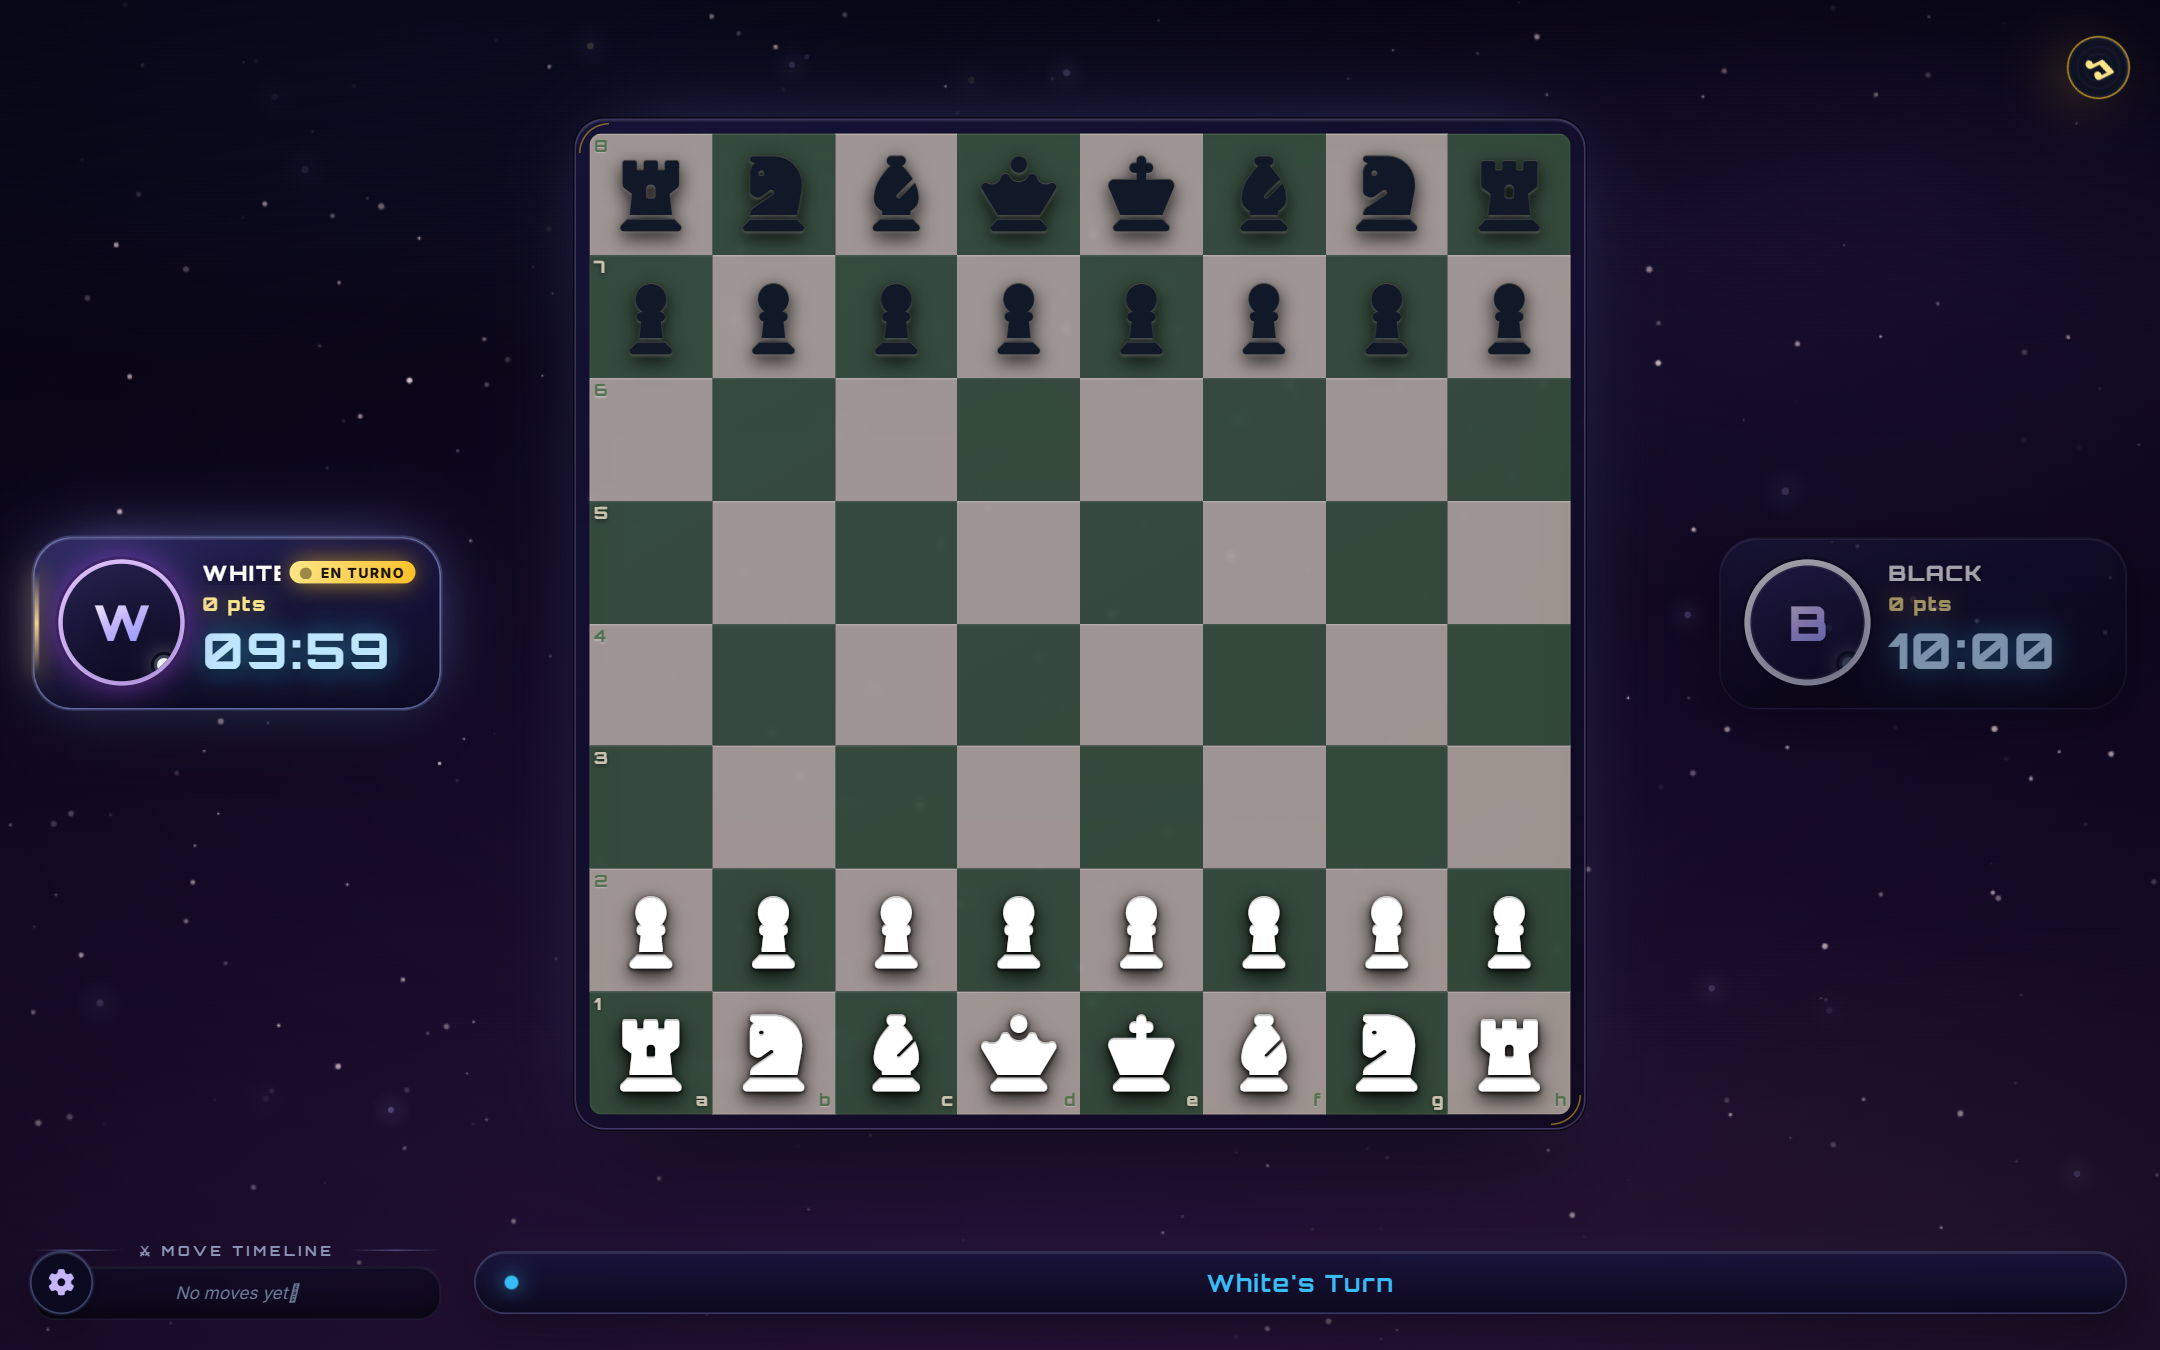 8
7
6
5
4
3
2
1
a b c d e f g h
WHITE EN TURNO
0 pts
09:59
W
BLACK
0 pts
10:00
B
MOVE TIMELINE
No moves yet
White's Turn